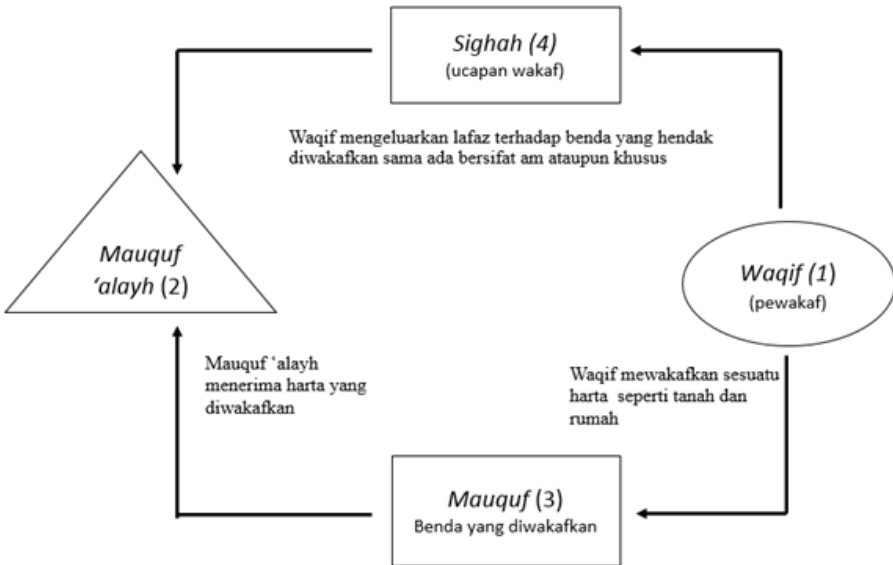 Sighah (4)
(ucapan wakaf)
Waqif mengeluarkan lafaz terhadap benda yang hendak
diwakafkan sama ada bersifat am ataupun khusus
Mauquf
‘alayh (2)
Waqif (1)
(pewakaf)
Mauquf ‘alayh
menerima harta yang
diwakafkan
Waqif mewakafkan sesuatu
harta seperti tanah dan
rumah
Mauquf (3)
Benda yang diwakafkan